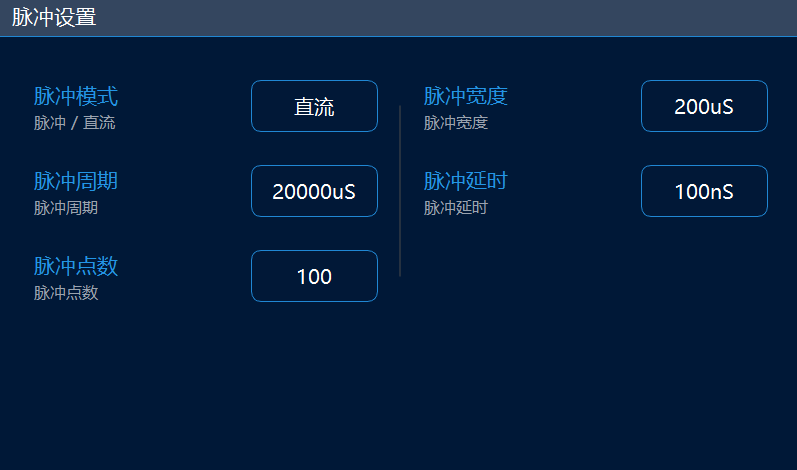 脉冲设置
脉冲模式
脉冲 / 直流
直流
脉冲宽度
脉冲宽度
200uS
脉冲周期
脉冲周期
20000uS
脉冲延时
脉冲延时
100nS
脉冲点数
脉冲点数
100